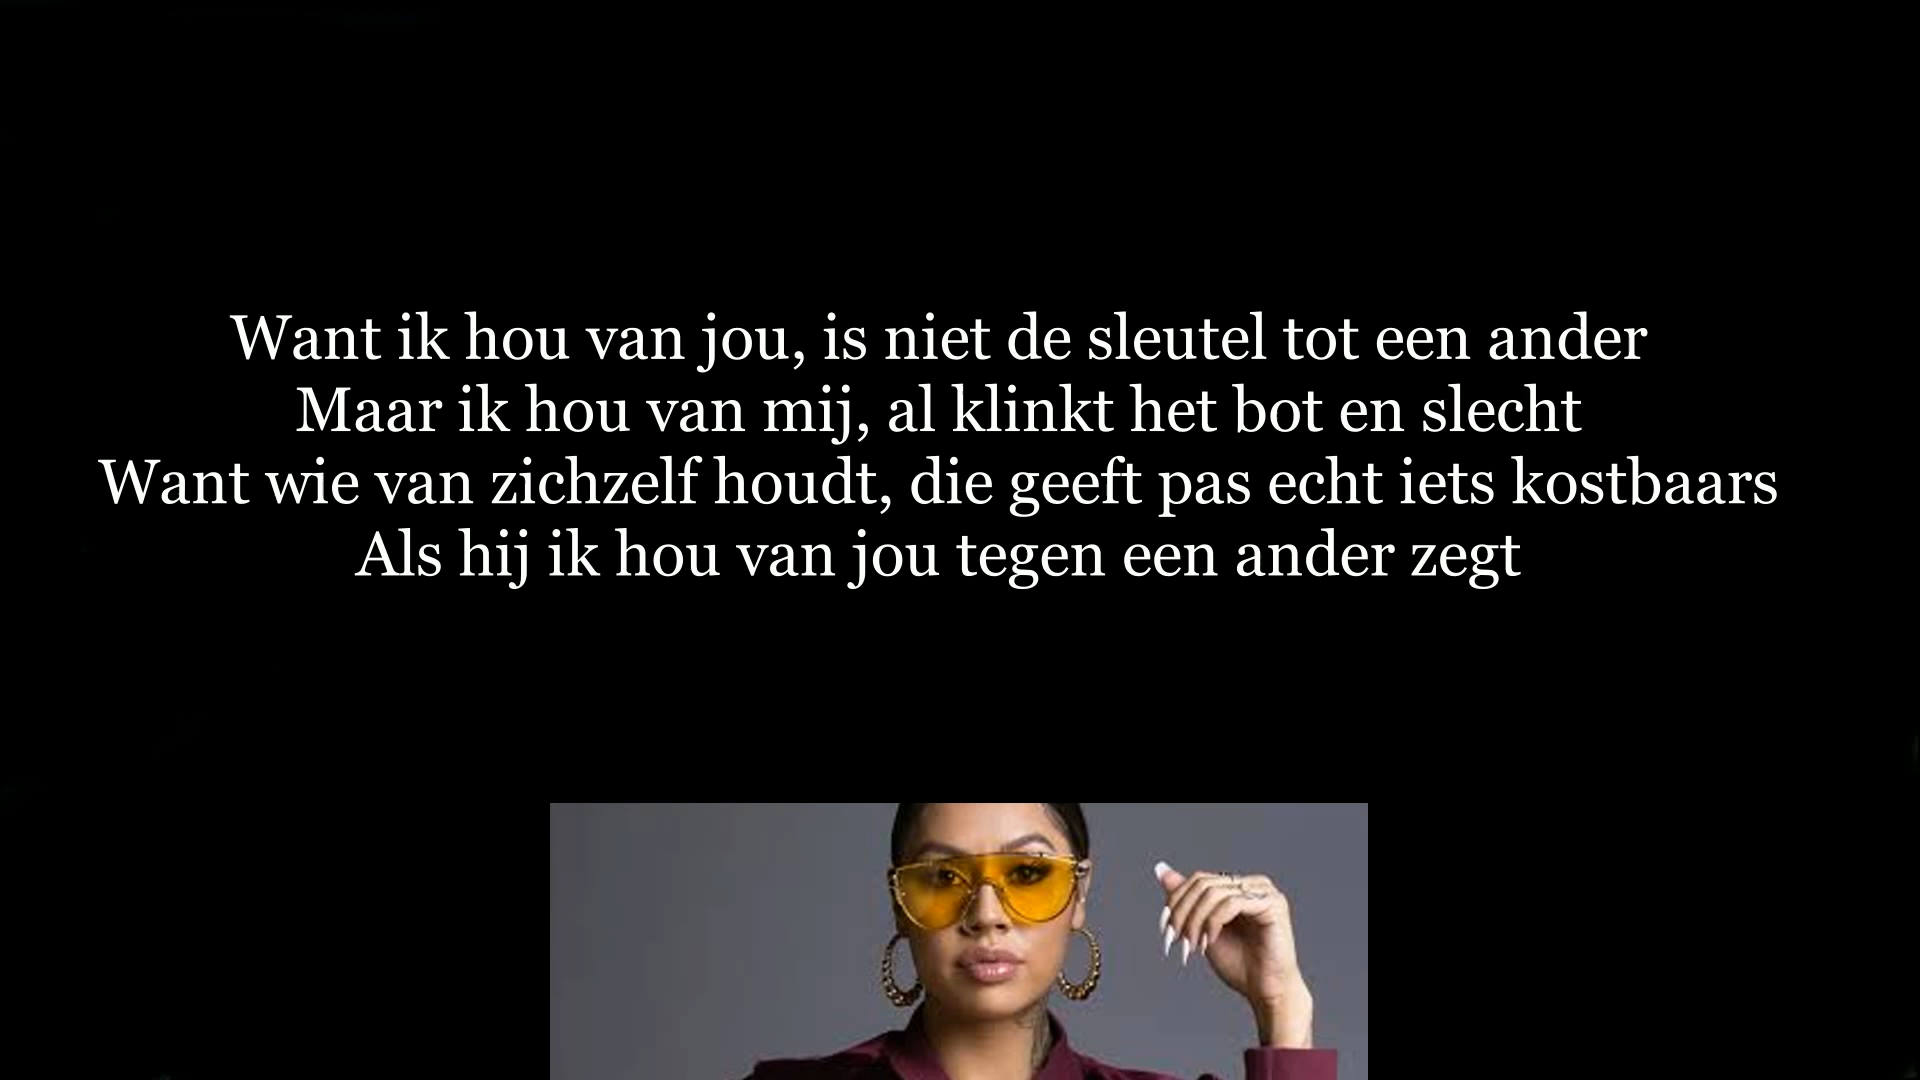 Want ik hou van jou, is niet de sleutel tot een ander
Maar ik hou van mij, al klinkt het bot en slecht
Want wie van zichzelf houdt, die geeft pas echt iets kostbaars
Als hij ik hou van jou tegen een ander zegt